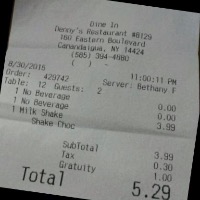 Dine In
Denny's Restaurant #8129
160 Eastern Boulevard
Canandaigua, NY 14424
(585) 394-4880
( ) -
8/30/2015 11:00:11 PM
Order: 429742 Server: Bethany F
Table: 12 Guests: 2
1 No Beverage 0.00
1 No Beverage 0.00
1 Milk Shake 3.99
Shake Choc
SubTotal 3.99
Tax 0.30
Gratuity 1.00
Total 5.29